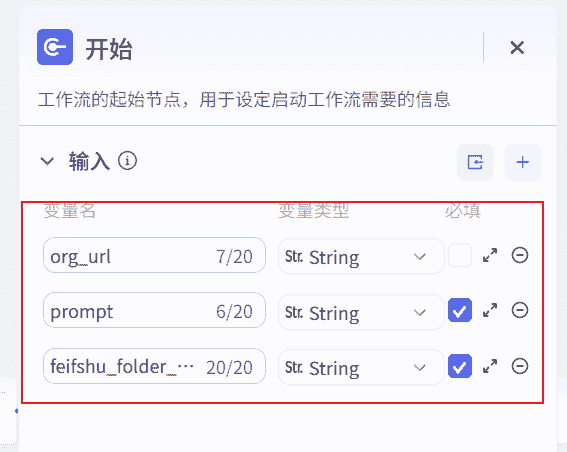 开始
工作流的起始节点，用于设定启动工作流需要的信息
输入
变量名 变量类型 必填
org_url 7/20 Str. String
prompt 6/20 Str. String
feifshu_folder_··· 20/20 Str. String